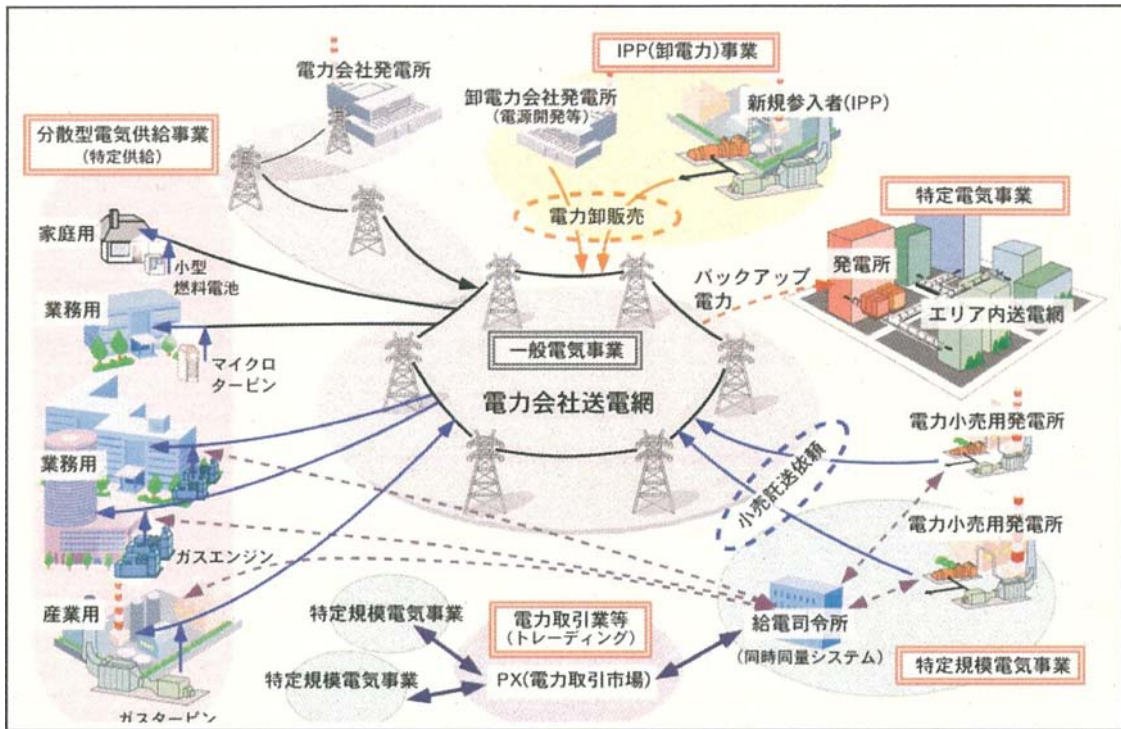 電力会社発電所
IPP(卸電力)事業
卸電力会社発電所
(電源開発等)
新規参入者(IPP)
分散型電気供給事業
(特定供給)
電力卸販売
特定電気事業
家庭用
小型
燃料電池
発電所
バックアップ
電力
エリア内送電網
業務用
マイクロ
タービン
一般電気事業
電力会社送電網
電力小売用発電所
業務用
小売託送依頼
電力小売用発電所
ガスエンジン
産業用
特定規模電気事業
電力取引業等
(トレーディング)
給電司令所
(同時同量システム)
特定規模電気事業
PX(電力取引市場)
特定規模電気事業
ガスタービン